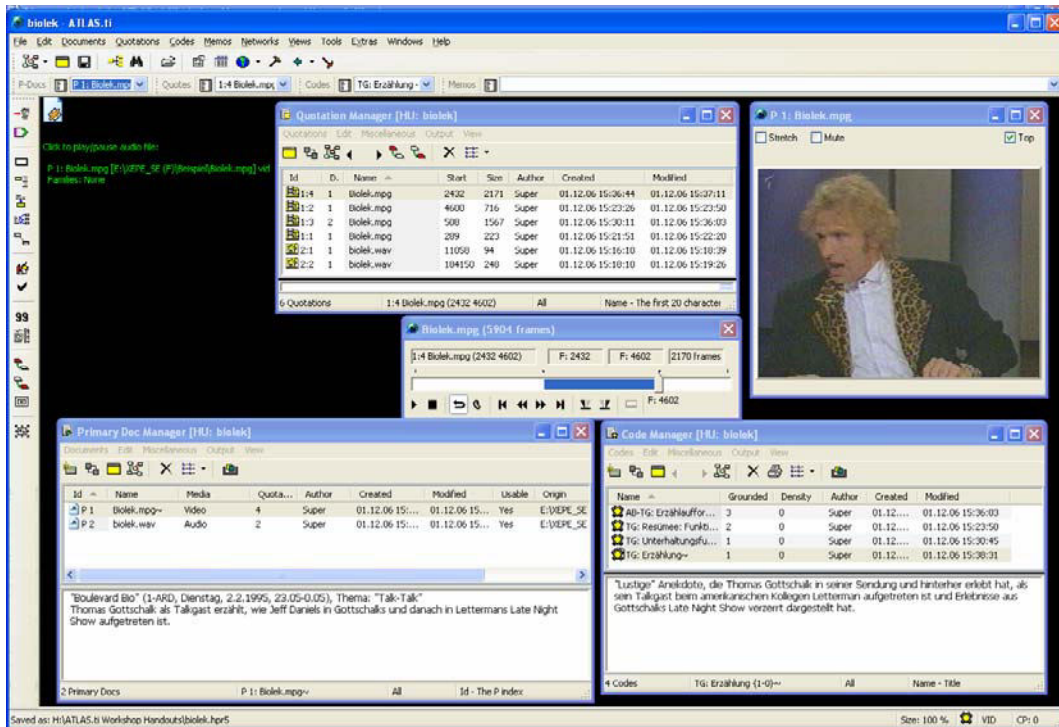 biolek - ATLAS.ti
File Edit Documents Quotations Codes Memos Networks Views Tools Extras Windows Help
P-Docs P 1: Biolek.mp Quotes 1:4 Biolek.mpg Codes TG: Erzählung - Memos
Click to play/pause audio file:
P 1: Biolek.mpg [E:\XEPE_SE (F)\Beispiel\Biolek.mpg] vid
Families: None
Quotation Manager [HU: biolek]
Quotations Edit Miscellaneous Output View
Id D. Name Start Size Author Created Modified
1:4 1 Biolek.mpg 2432 2171 Super 01.12.06 15:36:44 01.12.06 15:37:11
1:2 1 Biolek.mpg 4600 716 Super 01.12.06 15:23:26 01.12.06 15:23:50
1:3 2 Biolek.mpg 508 1567 Super 01.12.06 15:30:11 01.12.06 15:36:03
1:1 1 Biolek.mpg 289 223 Super 01.12.06 15:21:51 01.12.06 15:22:20
2:1 1 biolek.wav 11058 94 Super 01.12.06 15:16:10 01.12.06 15:18:39
2:2 1 biolek.wav 184150 248 Super 01.12.06 15:18:10 01.12.06 15:19:26
6 Quotations 1:4 Biolek.mpg (2432 4602) All Name - The first 20 character
P 1: Biolek.mpg
Stretch Mute Top
Biolek.mpg (5904 frames)
1:4 Biolek.mpg (2432 4602) F: 2432 F: 4602 2170 frames
F: 4602
Primary Doc Manager [HU: biolek]
Documents Edit Miscellaneous Output View
Id Name Media Quota... Author Created Modified Usable Origin
P 1 Biolek.mpg~ Video 4 Super 01.12.06 15:... 01.12.06 15... Yes E:\XEPE_SE
P 2 biolek.wav Audio 2 Super 01.12.06 15:... 01.12.06 15... Yes E:\XEPE_SE
"Boulevard Bio" (1-ARD, Dienstag, 2.2.1995, 23.05-0.05), Thema: "Talk-Talk"
Thomas Gottschalk als Talkgast erzählt, wie Jeff Daniels in Gottschalks und danach in Lettermans Late Night
Show aufgetreten ist.
2 Primary Docs P 1: Biolek.mpg~ All Id - The P index
Code Manager [HU: biolek]
Codes Edit Miscellaneous Output View
Name Grounded Density Author Created Modified
AB-TG: Erzählauffor... 3 0 Super 01.12.... 01.12.06 15:36:03
TG: Resümee: Funkti... 2 0 Super 01.12.... 01.12.06 15:23:50
TG: Unterhaltungsfu... 1 0 Super 01.12.... 01.12.06 15:30:45
TG: Erzählung~ 1 0 Super 01.12.... 01.12.06 15:38:31
"Lustige" Anekdote, die Thomas Gottschalk in seiner Sendung und hinterher erlebt hat, als
sein Talkgast beim amerikanischen Kollegen Letterman aufgetreten ist und Erlebnisse aus
Gottschalks Late Night Show verzerrt dargestellt hat.
4 Codes TG: Erzählung {1-0}~ All Name - Title
Saved as: H:\ATLAS.ti Workshop Handouts\biolek.hpr5 Size: 100 % VID CP: 0